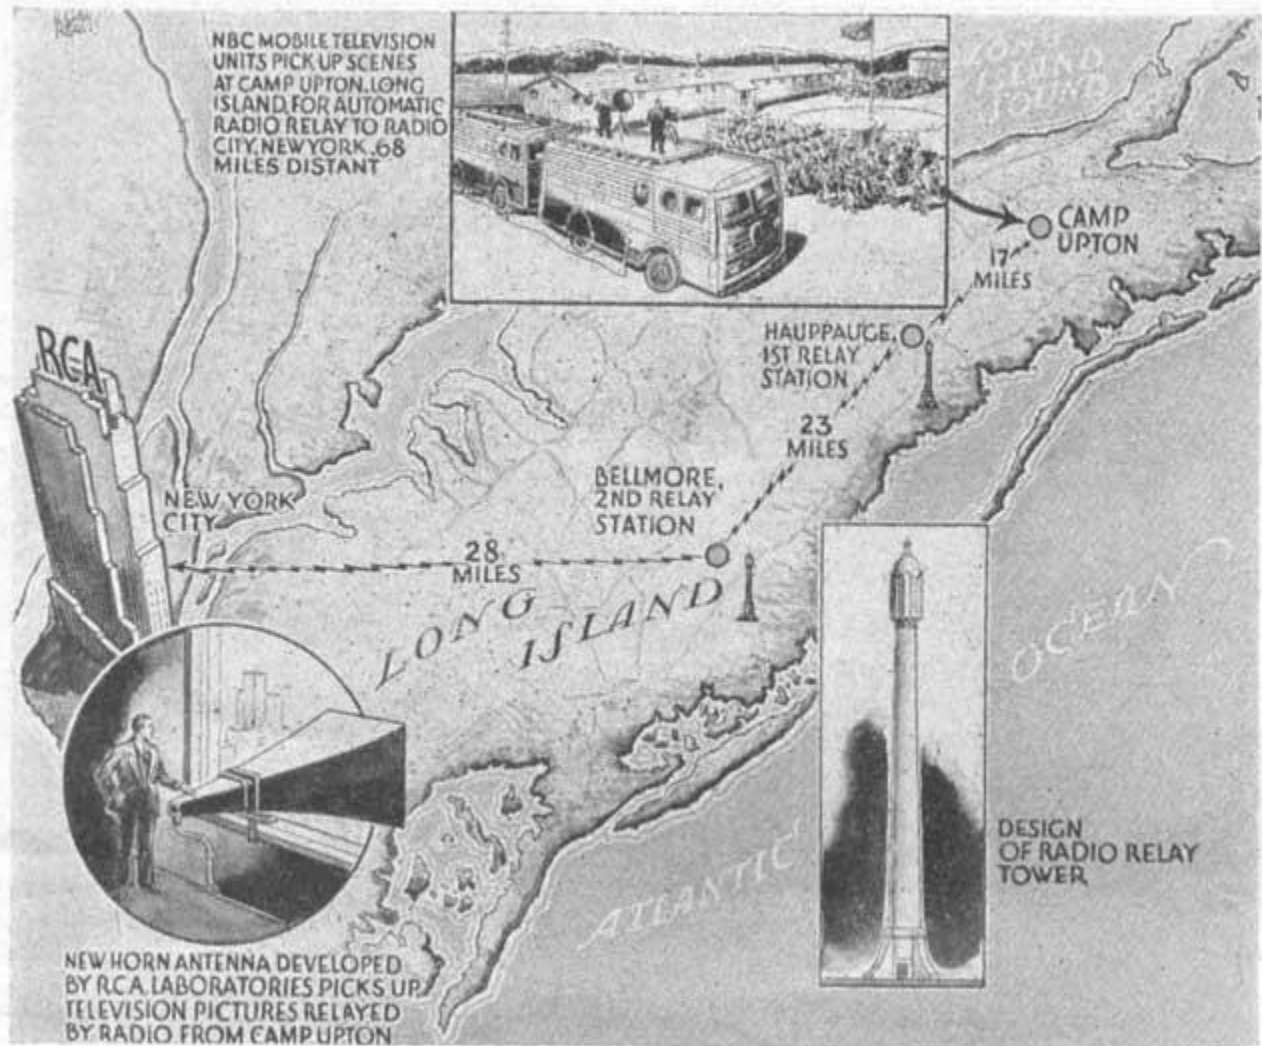 NBC MOBILE TELEVISION
UNITS PICK UP SCENES
AT CAMP UPTON, LONG
ISLAND, FOR AUTOMATIC
RADIO RELAY TO RADIO
CITY, NEW YORK, 68
MILES DISTANT
LONG
ISLAND
SOUND
CAMP
UPTON
17
MILES
HAUPPAUGE,
1ST RELAY
STATION
23
MILES
BELLMORE,
2ND RELAY
STATION
RCA
NEW YORK
CITY
28
MILES
LONG
ISLAND
ATLANTIC
OCEAN
DESIGN
OF RADIO RELAY
TOWER
NEW HORN ANTENNA DEVELOPED
BY RCA LABORATORIES PICKS UP
TELEVISION PICTURES RELAYED
BY RADIO FROM CAMP UPTON